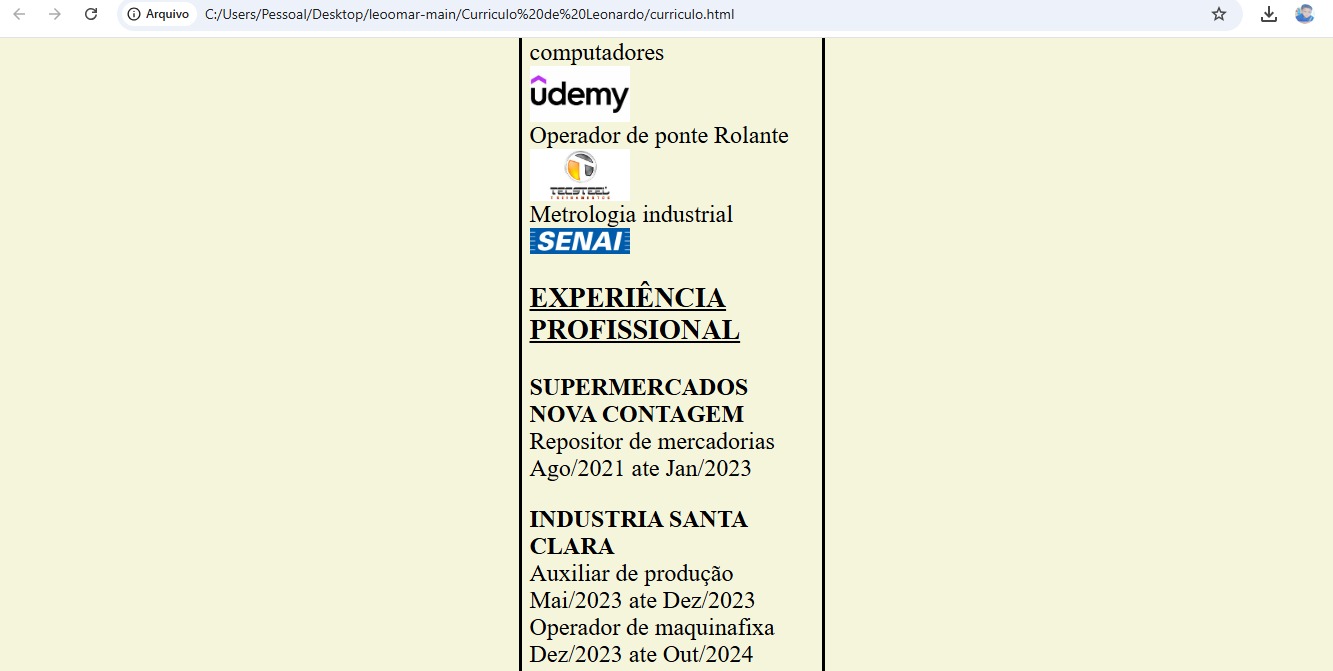 Arquivo C:/Users/Pessoal/Desktop/leoomar-main/Curriculo%20de%20Leonardo/curriculo.html
computadores
ûdemy
Operador de ponte Rolante
TECSTEEL
TREINAMENTOS
Metrologia industrial
SENAI
EXPERIÊNCIA
PROFISSIONAL
SUPERMERCADOS
NOVA CONTAGEM
Repositor de mercadorias
Ago/2021 ate Jan/2023
INDUSTRIA SANTA
CLARA
Auxiliar de produção
Mai/2023 ate Dez/2023
Operador de maquinafixa
Dez/2023 ate Out/2024